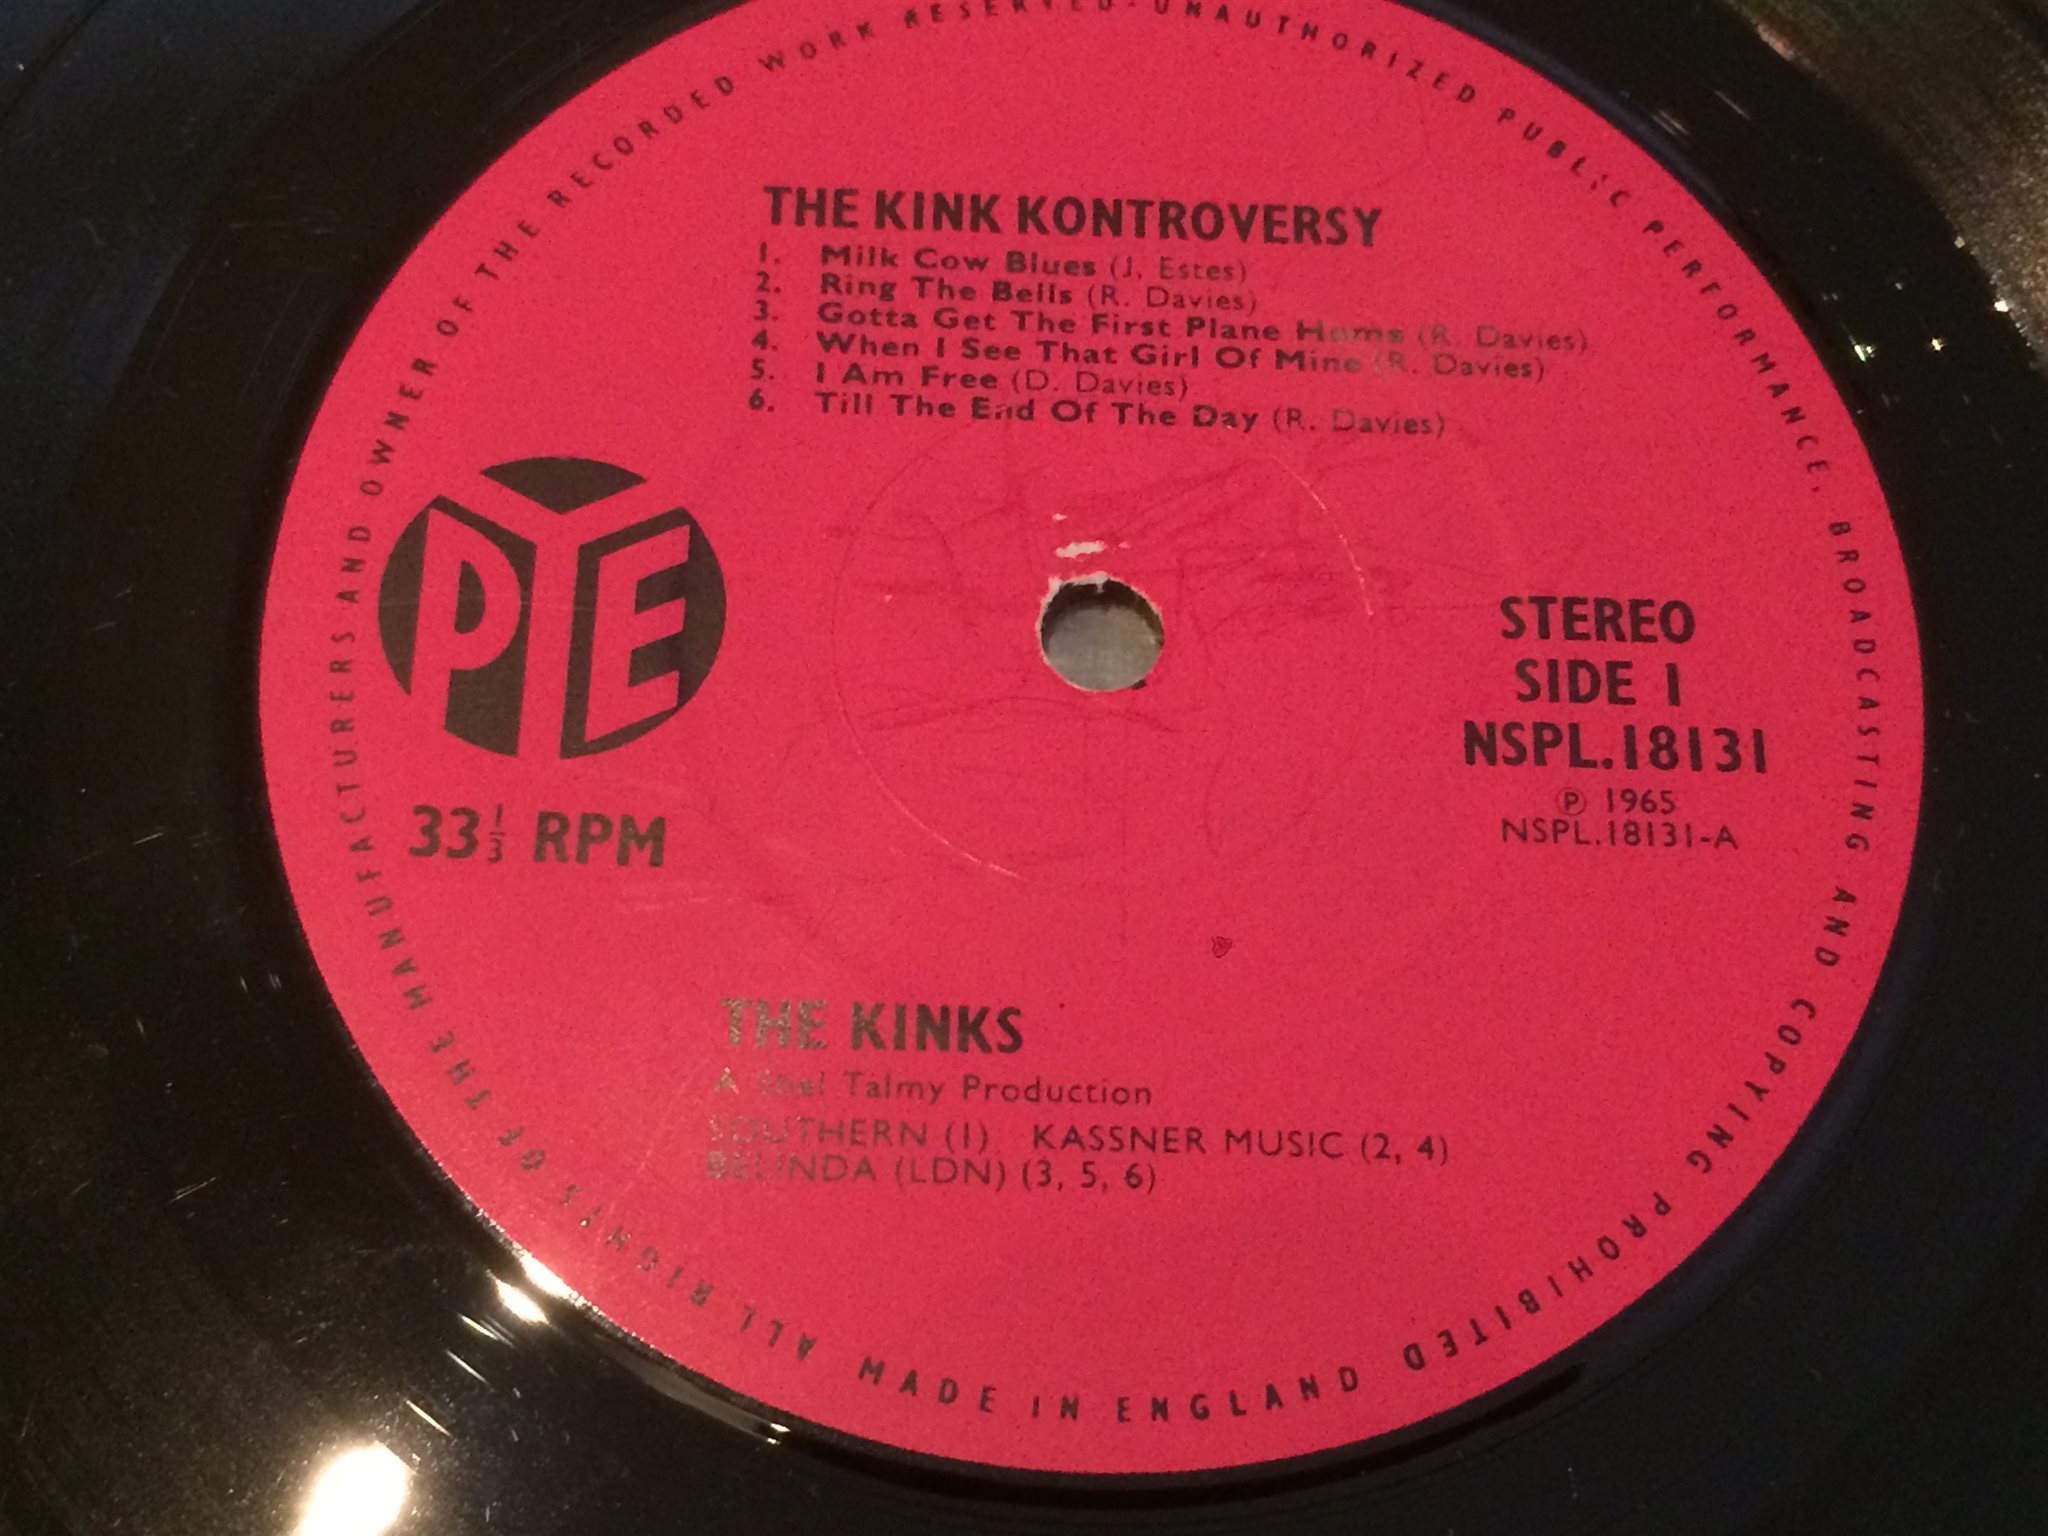 THE KINK KONTROVERSY
1. Milk Cow Blues (J. Estes)
2. Ring The Bells (R. Davies)
3. Gotta Get The First Plane Home (R. Davies)
4. When I See That Girl Of Mine (R. Davies)
5. I Am Free (D. Davies)
6. Till The End Of The Day (R. Davies)
PYE
33⅓ RPM
STEREO
SIDE 1
NSPL.18131
℗ 1965
NSPL.18131-A
THE KINKS
A Shel Talmy Production
SOUTHERN (1) KASSNER MUSIC (2, 4)
BELINDA (LDN) (3, 5, 6)
ALL RIGHTS OF THE MANUFACTURERS AND OWNER OF THE RECORDED WORK RESERVED·UNAUTHORIZED PUBLIC PERFORMANCE, BROADCASTING AND COPYING PROHIBITED
MADE IN ENGLAND